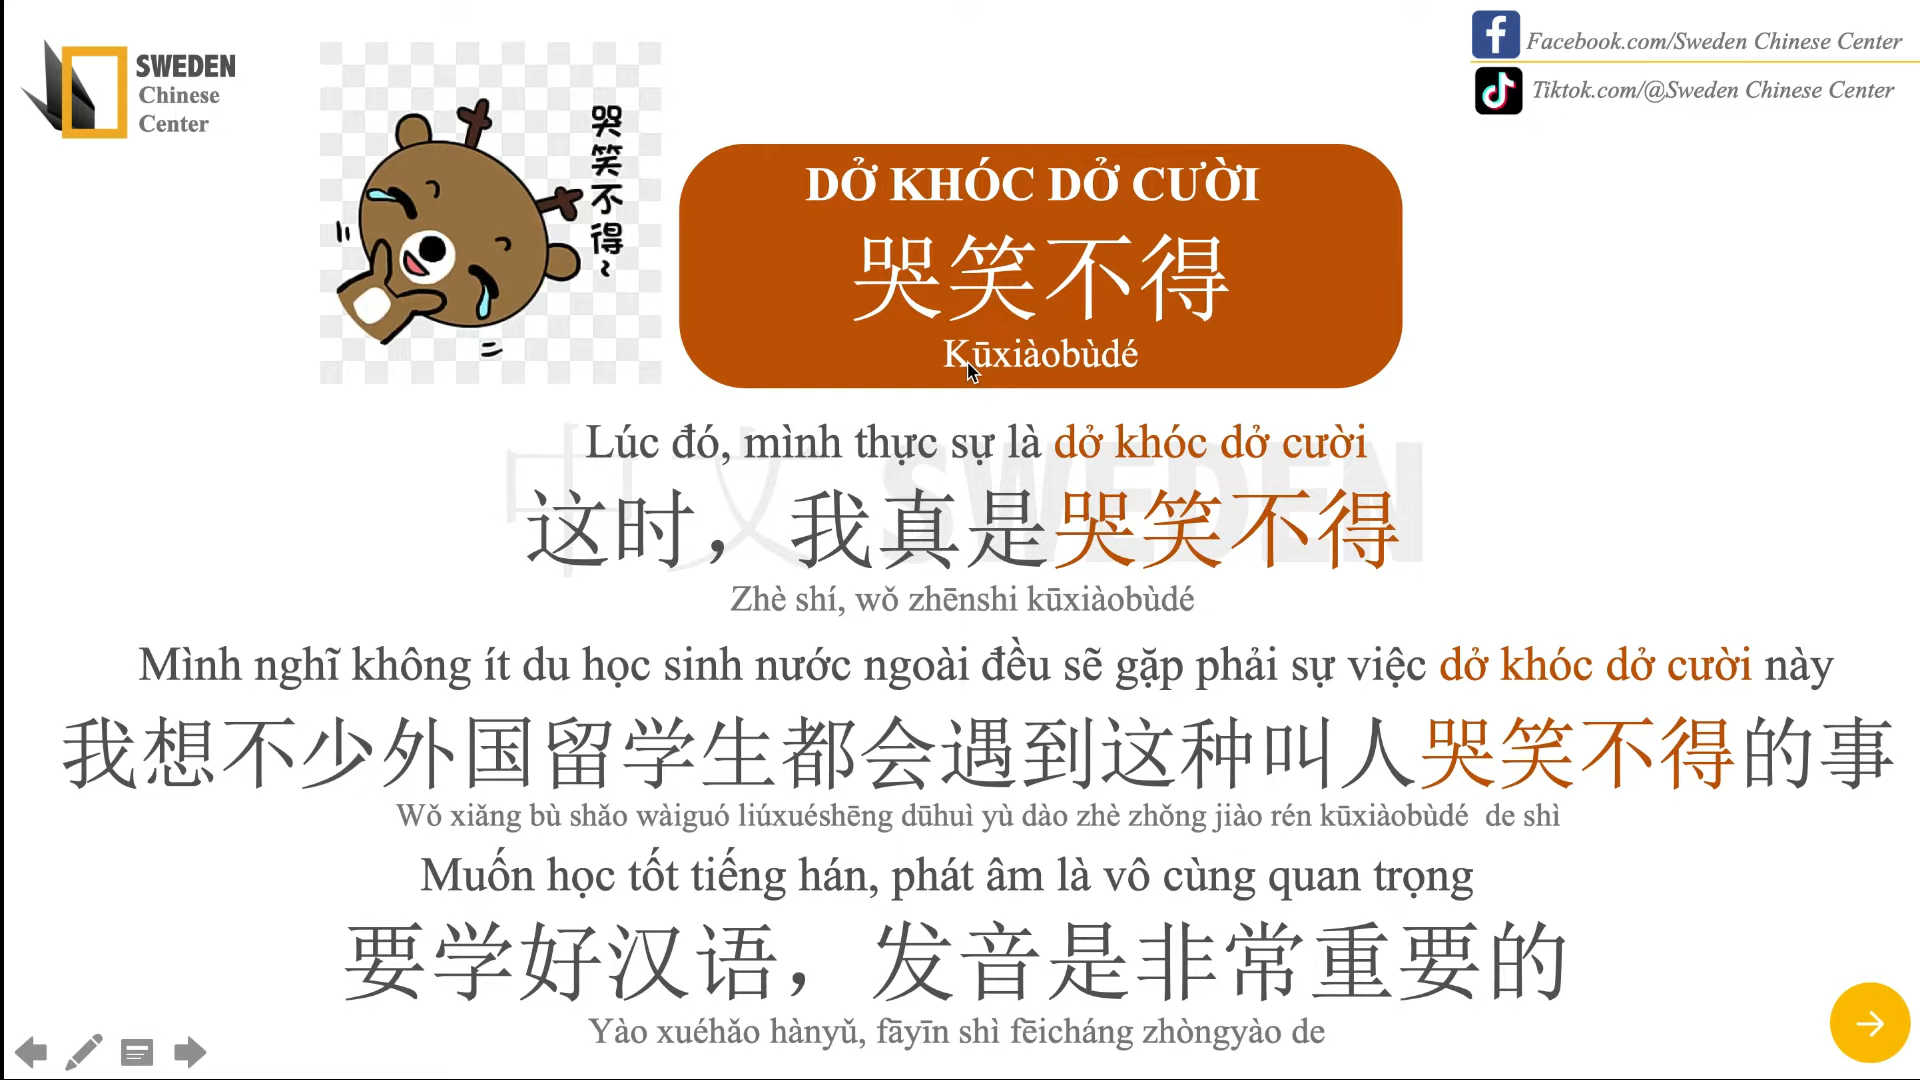 SWEDEN
Chinese
Center
哭笑不得~
Facebook.com/Sweden Chinese Center
Tiktok.com/@Sweden Chinese Center
DỞ KHÓC DỞ CƯỜI
哭笑不得
Kūxiàobùdé
中文 SWEDEN
Lúc đó, mình thực sự là dở khóc dở cười
这时，我真是哭笑不得
Zhè shí, wǒ zhēnshi kūxiàobùdé
Mình nghĩ không ít du học sinh nước ngoài đều sẽ gặp phải sự việc dở khóc dở cười này
我想不少外国留学生都会遇到这种叫人哭笑不得的事
Wǒ xiǎng bù shǎo wàiguó liúxuéshēng dūhuì yù dào zhè zhǒng jiào rén kūxiàobùdé de shì
Muốn học tốt tiếng hán, phát âm là vô cùng quan trọng
要学好汉语，发音是非常重要的
Yào xuéhǎo hànyǔ, fāyīn shì fēicháng zhòngyào de